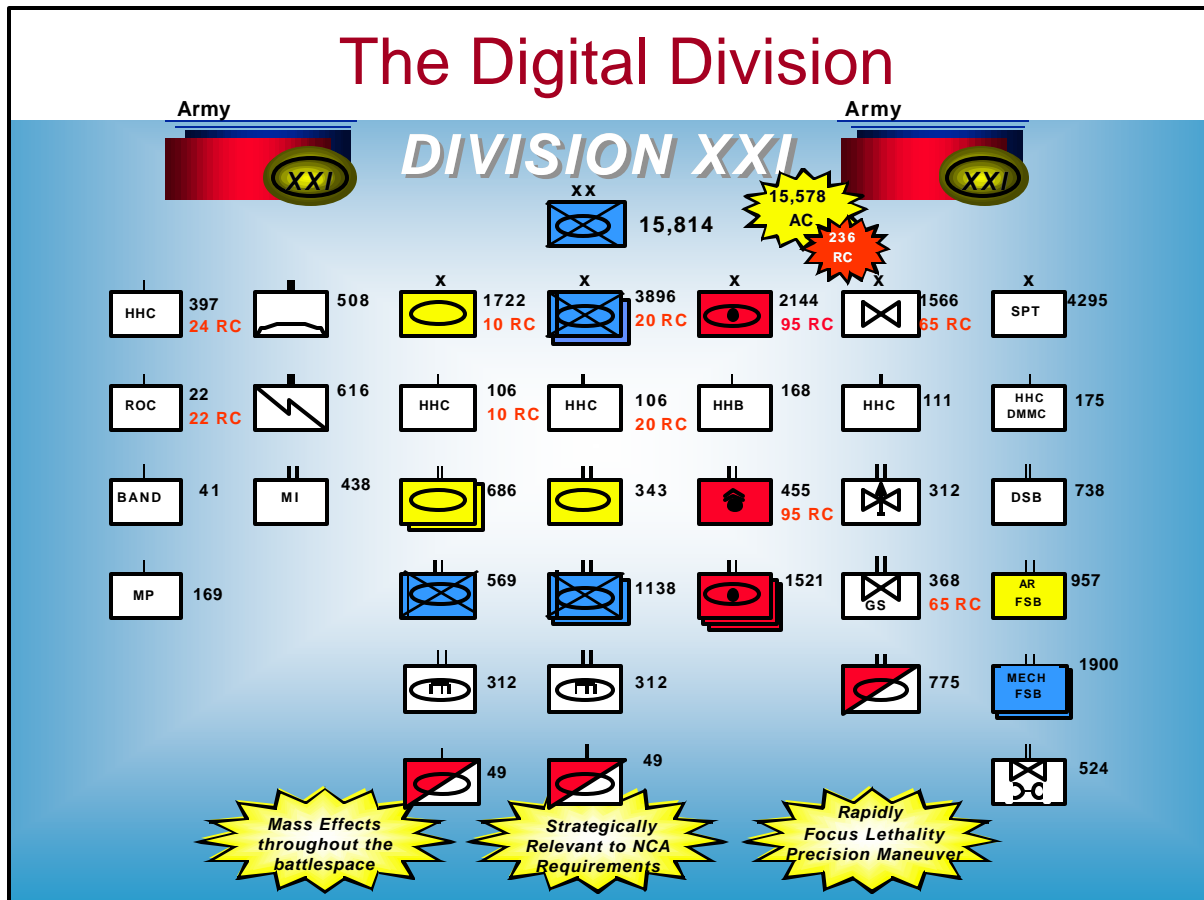 The Digital Division
Army
XXI
Army
XXI
DIVISION XXI
xx
15,814
15,578
AC
236
RC
HHC
397
24 RC
508
x
1722
10 RC
x
3896
20 RC
x
2144
95 RC
x
1566
65 RC
x
SPT
4295
ROC
22
22 RC
616
HHC
106
10 RC
HHC
106
20 RC
HHB
168
HHC
111
HHC
DMMC
175
BAND
41
MI
438
686
343
455
95 RC
312
DSB
738
MP
169
569
1138
1521
GS
368
65 RC
AR
FSB
957
312
312
775
MECH
FSB
1900
49
49
524
Mass Effects
throughout the
battlespace
Strategically
Relevant to NCA
Requirements
Rapidly
Focus Lethality
Precision Maneuver